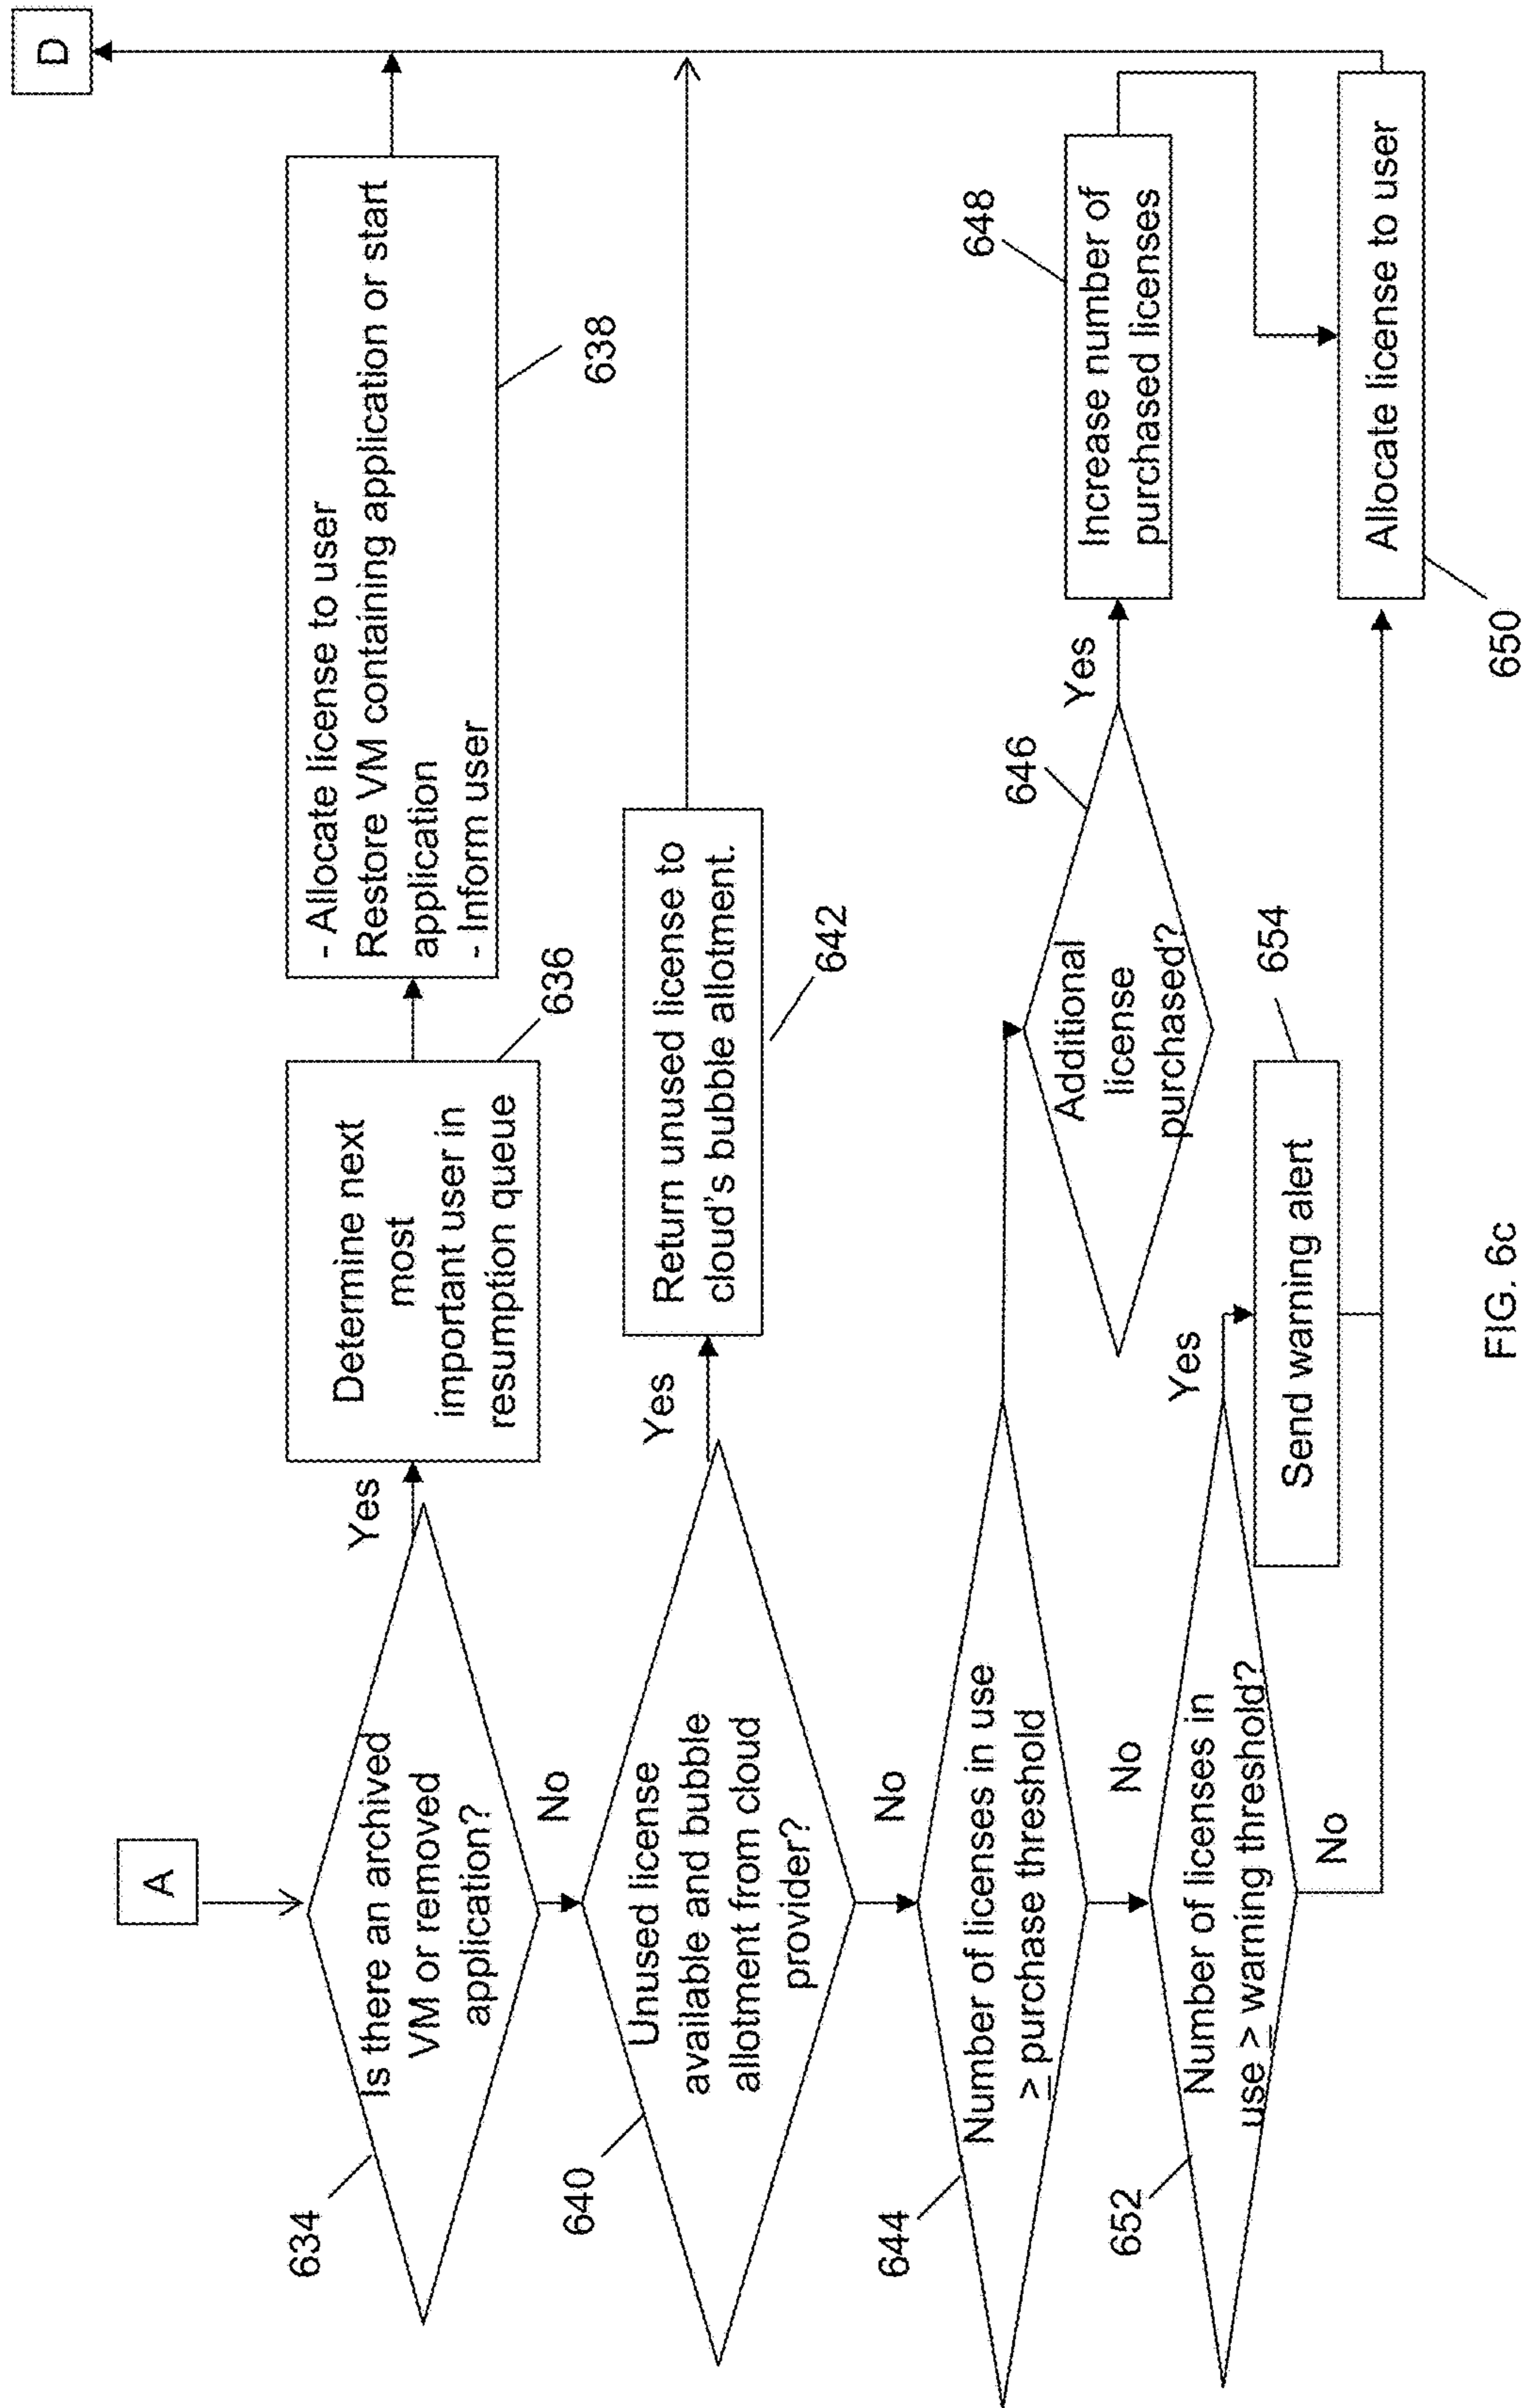 A
D
634
Is there an archived
VM or removed
application?
Yes
Determine next
most
important user in
resumption queue
636
- Allocate license to user
Restore VM containing application or start
application
- Inform user
638
No
640
Unused license
available and bubble
allotment from cloud
provider?
Yes
Return unused license to
cloud's bubble allotment.
642
No
644
Number of licenses in use
≥ purchase threshold
646
Additional
license
purchased?
Yes
648
Increase number of
purchased licenses
No
652
Number of licenses in
use ≥ warning threshold?
Yes
654
Send warning alert
No
Allocate license to user
650
FIG. 6c